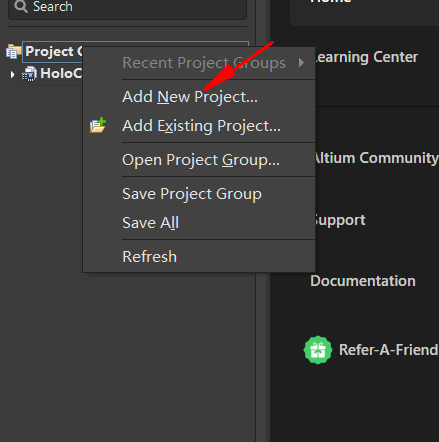 Search
Home
Project G
HoloC
Recent Project Groups
Add New Project...
Add Existing Project...
Open Project Group...
Save Project Group
Save All
Refresh
Learning Center
Altium Community
Support
Documentation
Refer-A-Friend